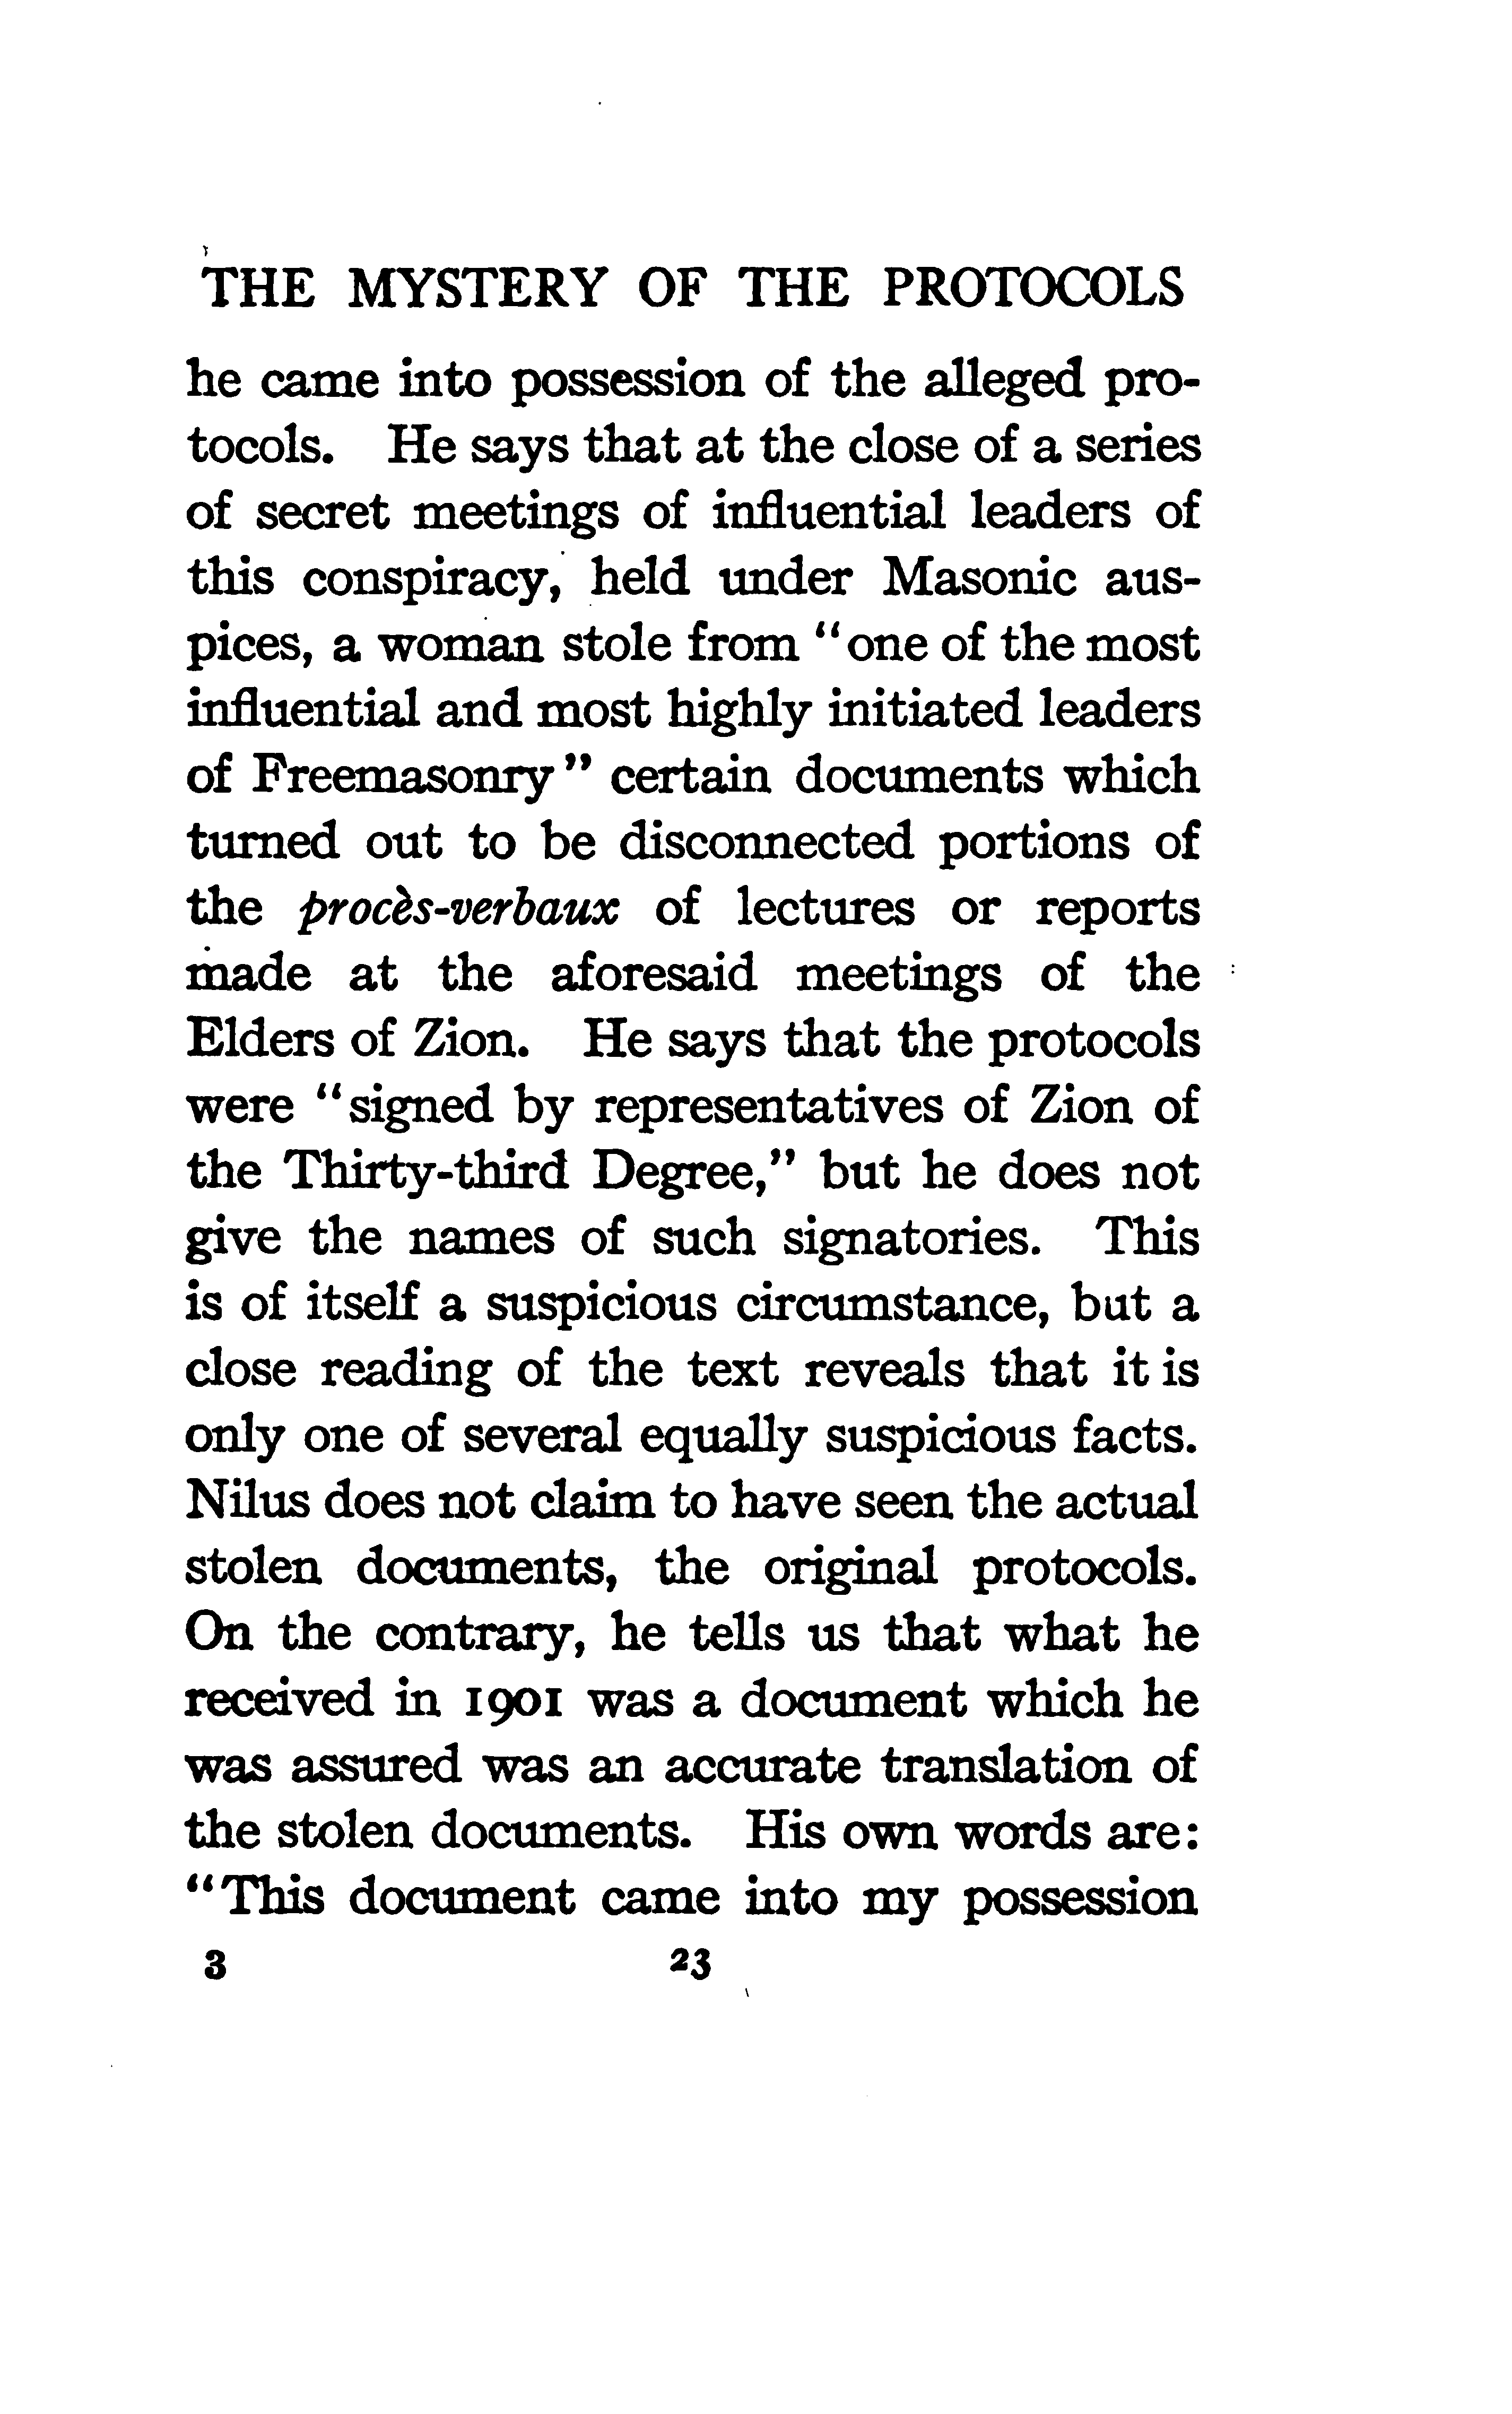 THE MYSTERY OF THE PROTOCOLS
he came into possession of the alleged pro-
tocols. He says that at the close of a series
of secret meetings of influential leaders of
this conspiracy, held under Masonic aus-
pices, a woman stole from "one of the most
influential and most highly initiated leaders
of Freemasonry" certain documents which
turned out to be disconnected portions of
the procès-verbaux of lectures or reports
made at the aforesaid meetings of the
Elders of Zion. He says that the protocols
were "signed by representatives of Zion of
the Thirty-third Degree," but he does not
give the names of such signatories. This
is of itself a suspicious circumstance, but a
close reading of the text reveals that it is
only one of several equally suspicious facts.
Nilus does not claim to have seen the actual
stolen documents, the original protocols.
On the contrary, he tells us that what he
received in 1901 was a document which he
was assured was an accurate translation of
the stolen documents. His own words are:
"This document came into my possession
3 23